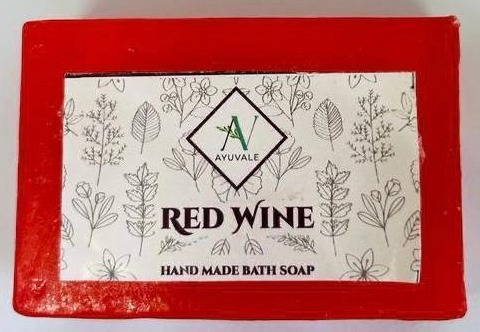 AV
AYUVALE
RED WINE
HAND MADE BATH SOAP